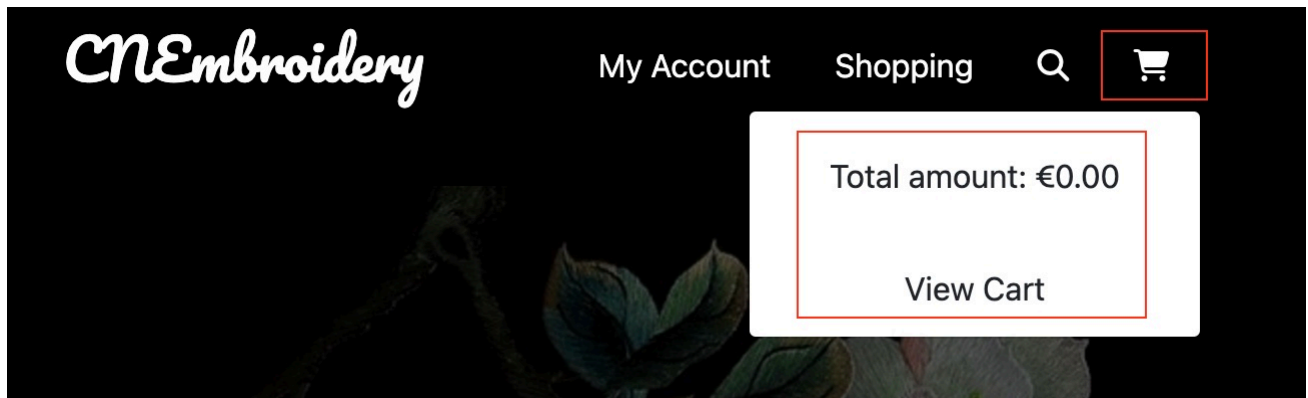 CNEmbroidery
My Account
Shopping
Total amount: €0.00
View Cart